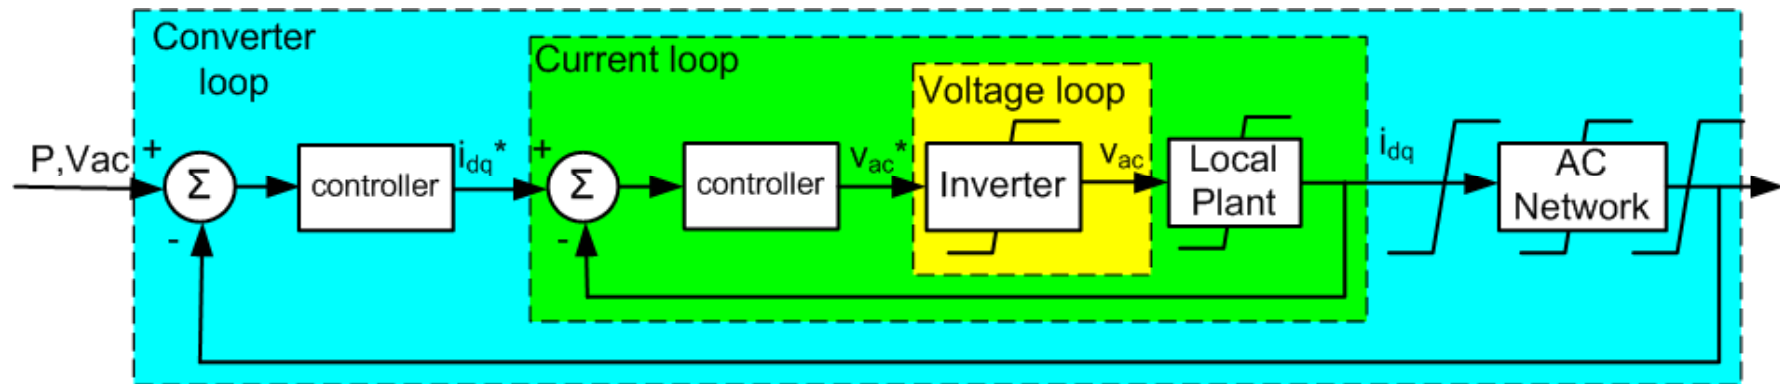 Converter
loop
Current loop
Voltage loop
P,Vac
+
Σ
-
controller
idq*
+
Σ
-
controller
vac*
Inverter
vac
Local
Plant
idq
AC
Network